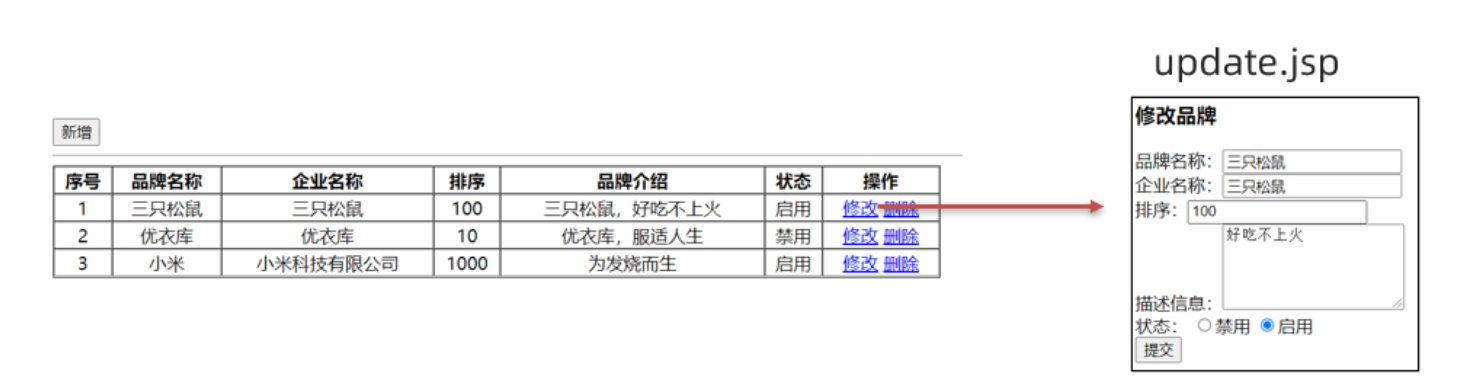 update.jsp
新增
序号 品牌名称 企业名称 排序 品牌介绍 状态 操作
1 三只松鼠 三只松鼠 100 三只松鼠，好吃不上火 启用 修改 删除
2 优衣库 优衣库 10 优衣库，服适人生 禁用 修改 删除
3 小米 小米科技有限公司 1000 为发烧而生 启用 修改 删除
修改品牌
品牌名称： 三只松鼠
企业名称： 三只松鼠
排序： 100
好吃不上火
描述信息：
状态： 禁用 启用
提交